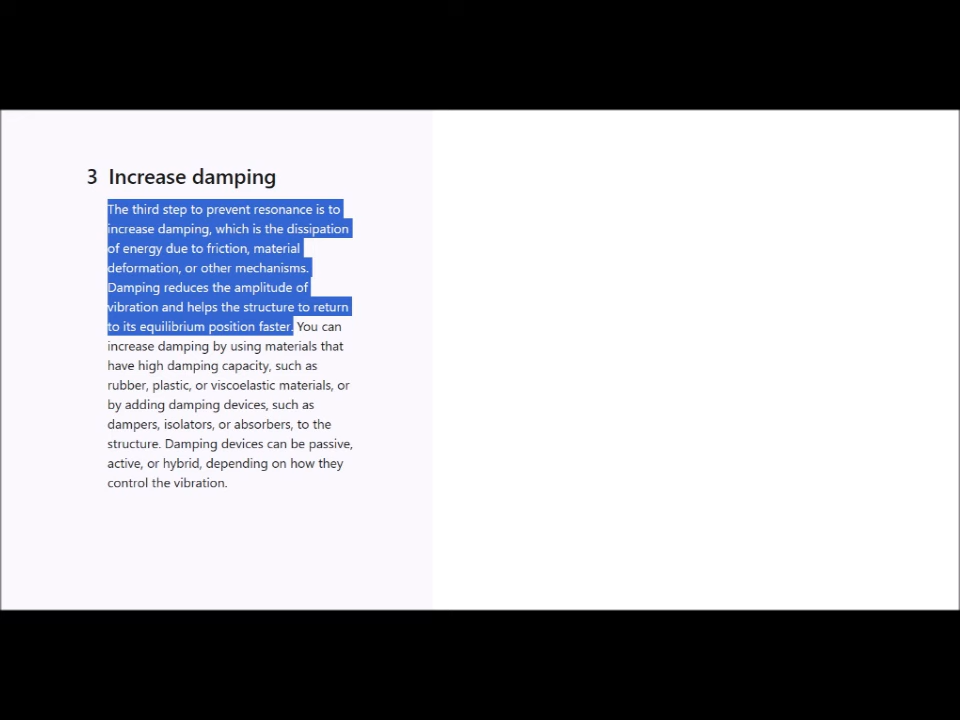 3 Increase damping
The third step to prevent resonance is to
increase damping, which is the dissipation
of energy due to friction, material
deformation, or other mechanisms.
Damping reduces the amplitude of
vibration and helps the structure to return
to its equilibrium position faster. You can
increase damping by using materials that
have high damping capacity, such as
rubber, plastic, or viscoelastic materials, or
by adding damping devices, such as
dampers, isolators, or absorbers, to the
structure. Damping devices can be passive,
active, or hybrid, depending on how they
control the vibration.